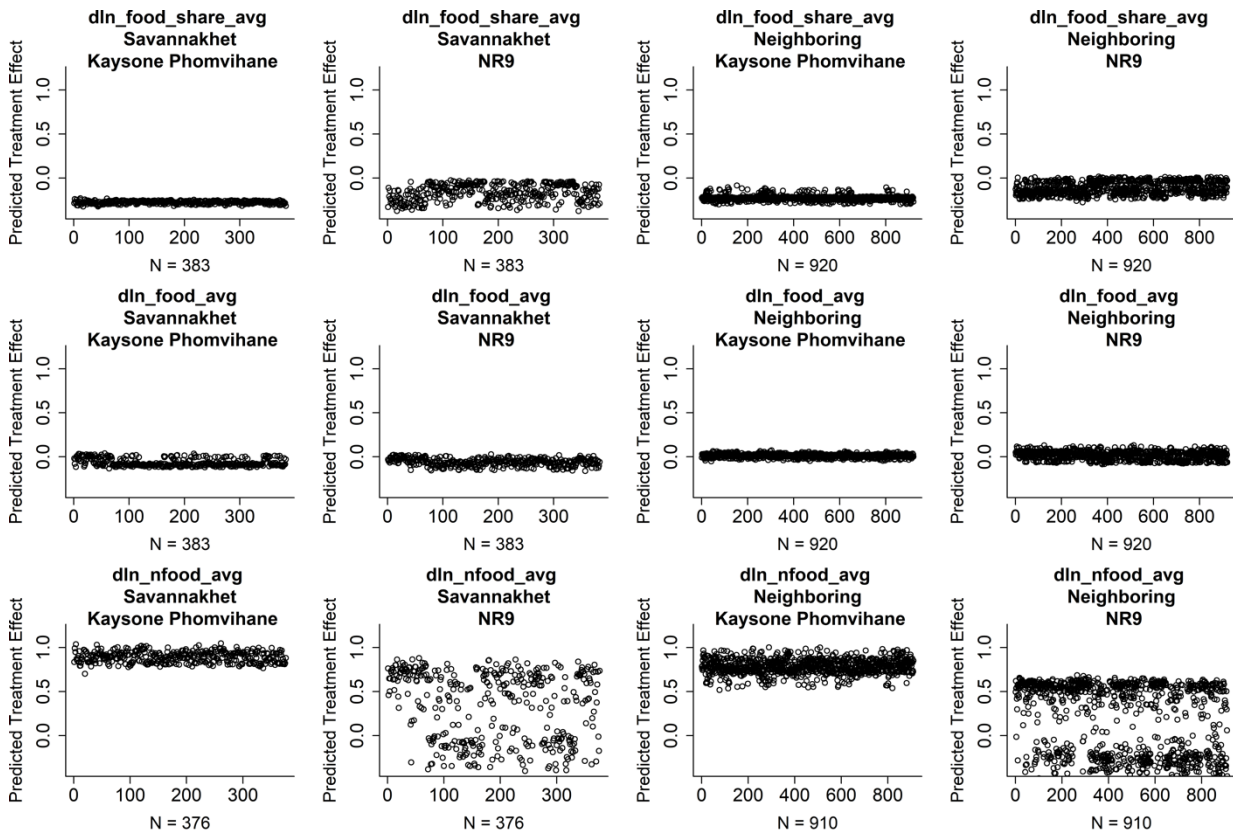 dln_food_share_avg
Savannakhet
Kaysone Phomvihane
Predicted Treatment Effect
0.0 0.5 1.0
0 100 200 300
N = 383
dln_food_share_avg
Savannakhet
NR9
Predicted Treatment Effect
0.0 0.5 1.0
0 100 200 300
N = 383
dln_food_share_avg
Neighboring
Kaysone Phomvihane
Predicted Treatment Effect
0.0 0.5 1.0
0 200 400 600 800
N = 920
dln_food_share_avg
Neighboring
NR9
Predicted Treatment Effect
0.0 0.5 1.0
0 200 400 600 800
N = 920
dln_food_avg
Savannakhet
Kaysone Phomvihane
Predicted Treatment Effect
0.0 0.5 1.0
0 100 200 300
N = 383
dln_food_avg
Savannakhet
NR9
Predicted Treatment Effect
0.0 0.5 1.0
0 100 200 300
N = 383
dln_food_avg
Neighboring
Kaysone Phomvihane
Predicted Treatment Effect
0.0 0.5 1.0
0 200 400 600 800
N = 920
dln_food_avg
Neighboring
NR9
Predicted Treatment Effect
0.0 0.5 1.0
0 200 400 600 800
N = 920
dln_nfood_avg
Savannakhet
Kaysone Phomvihane
Predicted Treatment Effect
0.0 0.5 1.0
0 100 200 300
N = 376
dln_nfood_avg
Savannakhet
NR9
Predicted Treatment Effect
0.0 0.5 1.0
0 100 200 300
N = 376
dln_nfood_avg
Neighboring
Kaysone Phomvihane
Predicted Treatment Effect
0.0 0.5 1.0
0 200 400 600 800
N = 910
dln_nfood_avg
Neighboring
NR9
Predicted Treatment Effect
0.0 0.5 1.0
0 200 400 600 800
N = 910